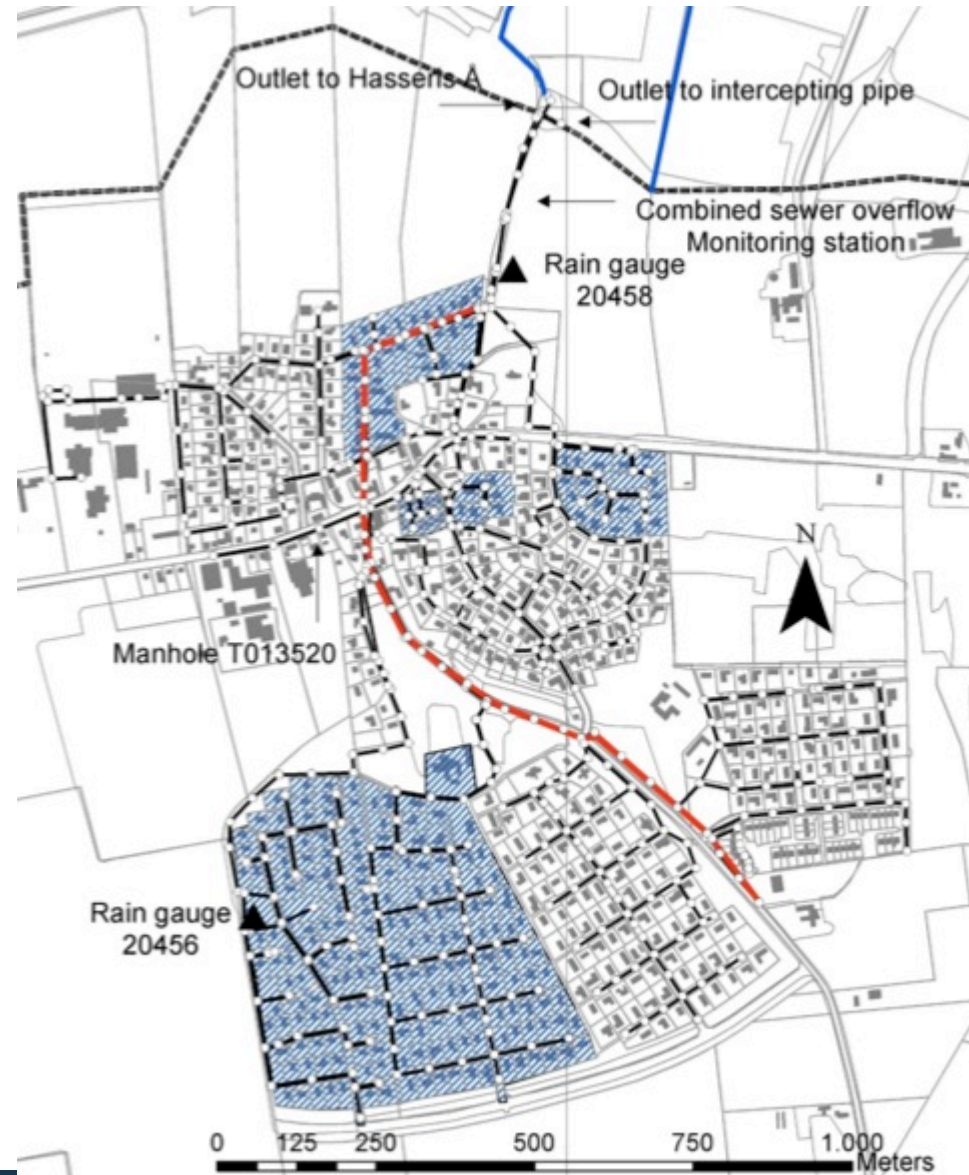 Outlet to Hassens Å
Outlet to intercepting pipe
Combined sewer overflow
Monitoring station
Rain gauge
20458
N
Manhole T013520
Rain gauge
20456
0 125 250 500 750 1.000
Meters